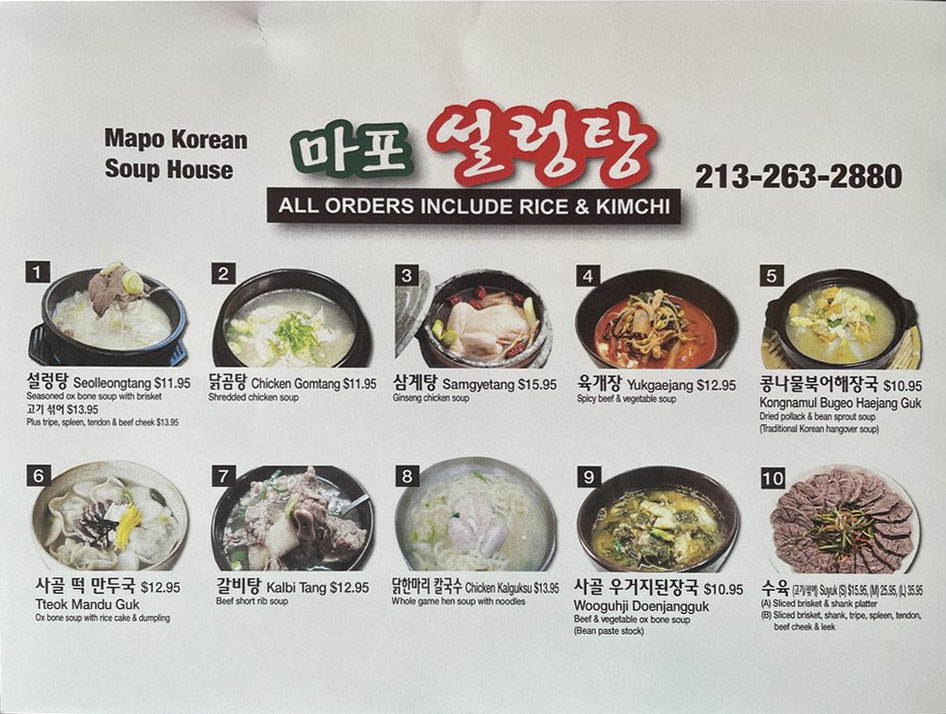 Mapo Korean
Soup House
마포 설렁탕
213-263-2880
ALL ORDERS INCLUDE RICE & KIMCHI
1
설렁탕 Seolleongtang $11.95
Seasoned ox bone soup with brisket
고기 섞어 $13.95
Plus tripe, spleen, tendon & beef cheek $13.95
2
닭곰탕 Chicken Gomtang $11.95
Shredded chicken soup
3
삼계탕 Samgyetang $15.95
Ginseng chicken soup
4
육개장 Yukgaejang $12.95
Spicy beef & vegetable soup
5
콩나물북어해장국 $10.95
Kongnamul Bugeo Haejang Guk
Dried pollack & bean sprout soup
(Traditional Korean hangover soup)
6
사골 떡 만두국 $12.95
Tteok Mandu Guk
Ox bone soup with rice cake & dumpling
7
갈비탕 Kalbi Tang $12.95
Beef short rib soup
8
닭한마리 칼국수 Chicken Kalguksu $13.95
Whole game hen soup with noodles
9
사골 우거지된장국 $10.95
Wooguhji Doenjangguk
Beef & vegetable ox bone soup
(Bean paste stock)
10
수육 (고기/섞어) Suyuk (S) $15.95, (M) 25.95, (L) 35.95
(A) Sliced brisket & shank platter
(B) Sliced brisket, shank, tripe, spleen, tendon,
beef cheek & leek